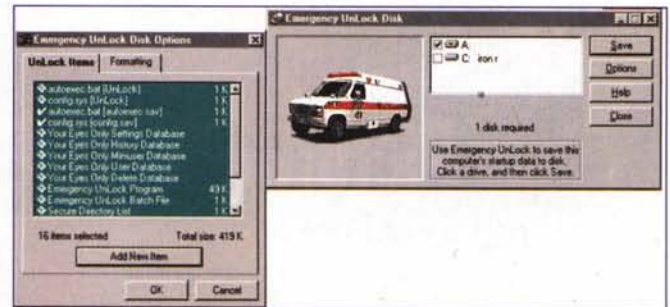 Emergency UnLock Disk Options
UnLock Items
Formatting
autoexec.bat [UnLock] 1 K
config.sys [UnLock] 1 K
autoexec.bat [autoexec.sav] 1 K
config.sys [config.sav] 1 K
Your Eyes Only Settings Database
Your Eyes Only History Database
Your Eyes Only Minuser Database
Your Eyes Only User Database
Your Eyes Only Delete Database
Emergency UnLock Program 49 K
Emergency UnLock Batch File 1 K
Secure Directory List 1 K
16 items selected
Total size: 419 K
Add New Item
OK
Cancel
Emergency UnLock Disk
A:
C:
Save
Options
Help
Close
1 disk required
Use Emergency UnLock to save this
computer's startup data to disk.
Click a drive, and then click Save.